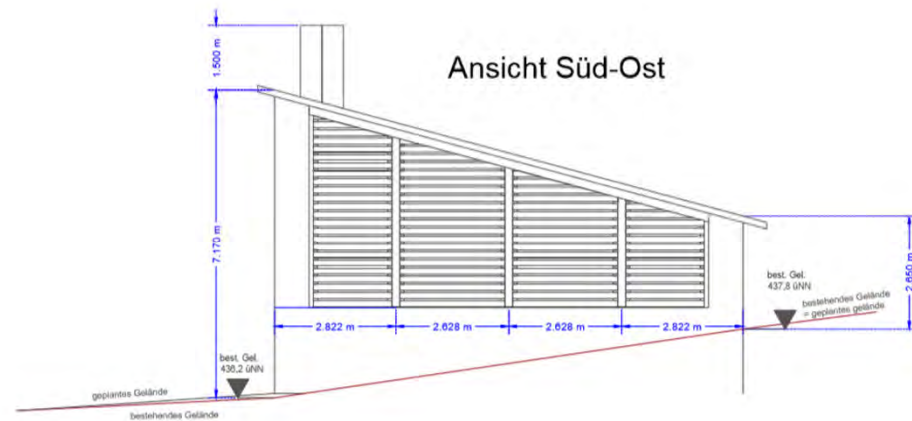 1.500 m
Ansicht Süd-Ost
7.170 m
2.650 m
best. Gel.
437,8 üNN
bestehendes Gelände
= geplantes gelände
2.822 m
2.628 m
2.628 m
2.822 m
best. Gel.
436,2 üNN
geplantes Gelände
bestehendes Gelände